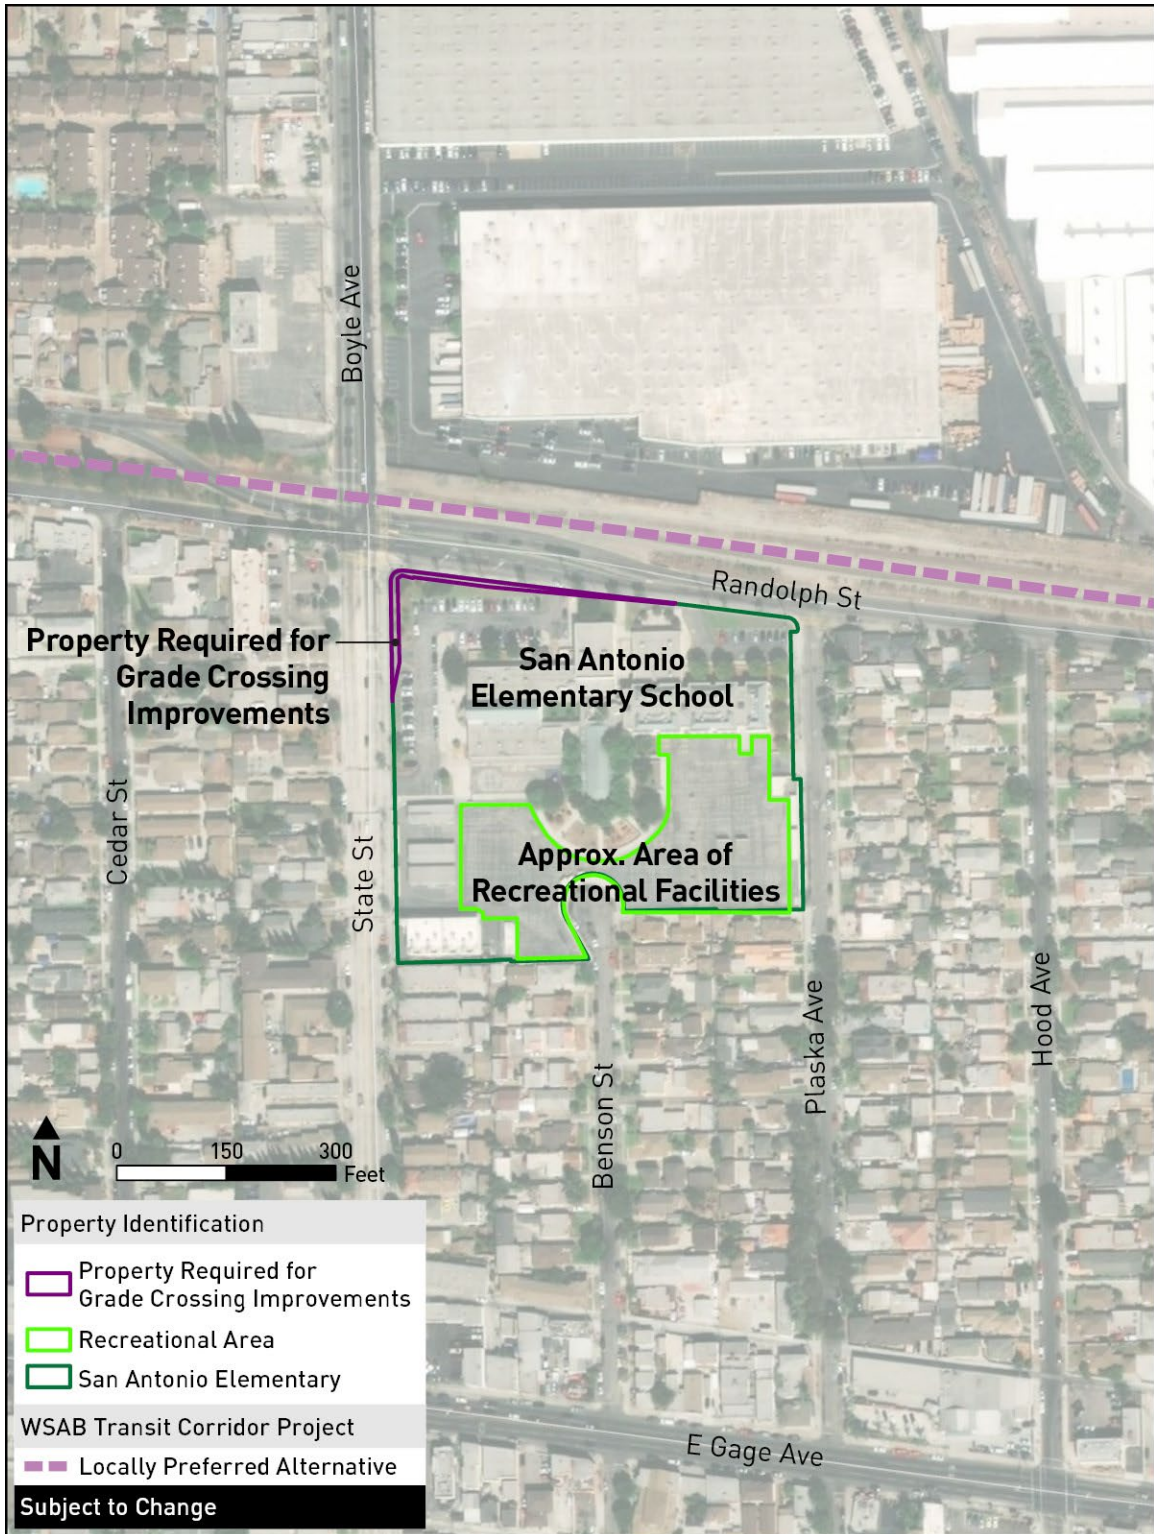 Boyle Ave
Randolph St
Property Required for
Grade Crossing
Improvements
San Antonio
Elementary School
Cedar St
State St
Approx. Area of
Recreational Facilities
Benson St
Plaska Ave
Hood Ave
N
0 150 300
Feet
Property Identification
Property Required for
Grade Crossing Improvements
Recreational Area
San Antonio Elementary
WSAB Transit Corridor Project
Locally Preferred Alternative
Subject to Change
E Gage Ave